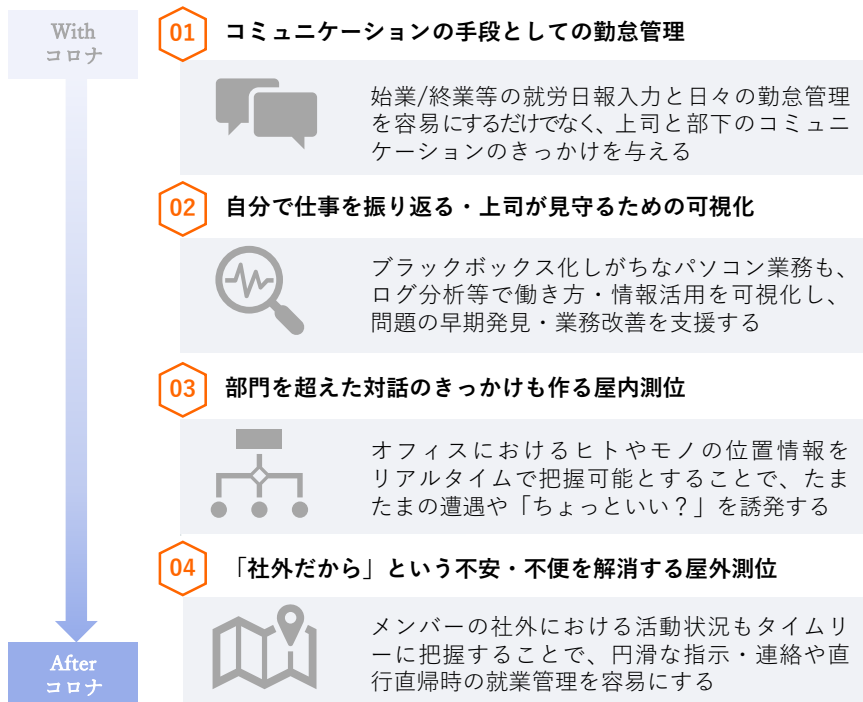 With
コロナ
01 コミュニケーションの手段としての勤怠管理
始業/終業等の就労日報入力と日々の勤怠管理
を容易にするだけでなく、上司と部下のコミュニ
ケーションのきっかけを与える
02 自分で仕事を振り返る・上司が見守るための可視化
ブラックボックス化しがちなパソコン業務も、
ログ分析等で働き方・情報活用を可視化し、
問題の早期発見・業務改善を支援する
03 部門を超えた対話のきっかけも作る屋内測位
オフィスにおけるヒトやモノの位置情報を
リアルタイムで把握可能とすることで、たま
たまの遭遇や「ちょっといい？」を誘発する
04 「社外だから」という不安・不便を解消する屋外測位
メンバーの社外における活動状況もタイムリ
ーに把握することで、円滑な指示・連絡や直
行直帰時の就業管理を容易にする
After
コロナ